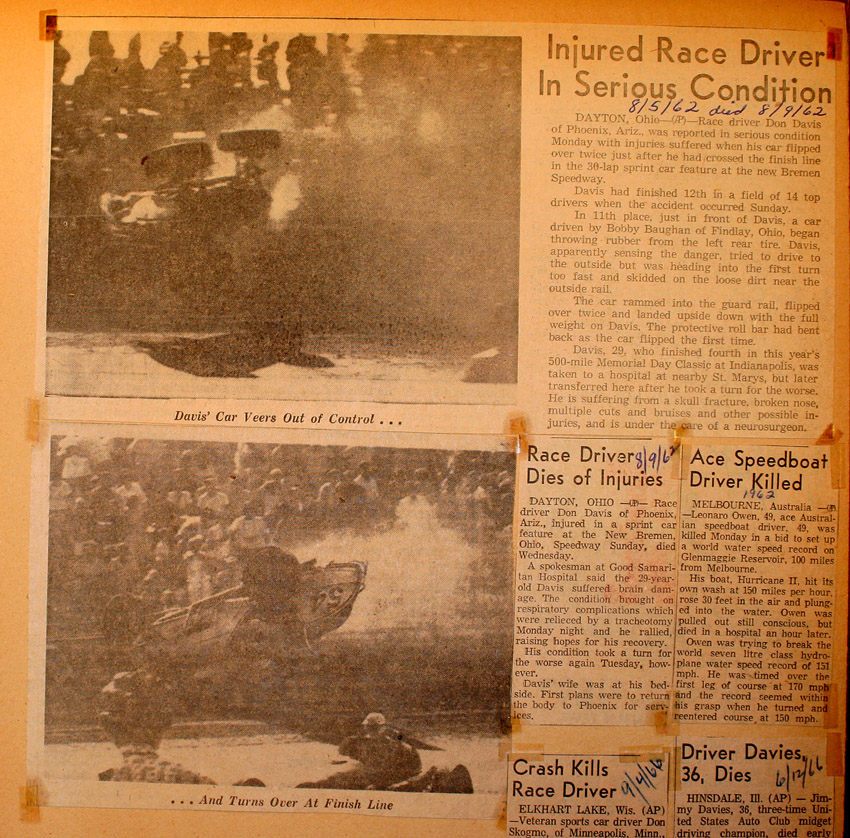 Injured Race Driver
In Serious Condition
8/5/62 died 8/9/62
DAYTON, Ohio—(AP)—Race driver Don Davis
of Phoenix, Ariz., was reported in serious condition
Monday with injuries suffered when his car flipped
over twice just after he had crossed the finish line
in the 30-lap sprint car feature at the new Bremen
Speedway.
Davis had finished 12th in a field of 14 top
drivers when the accident occurred Sunday.
In 11th place, just in front of Davis, a car
driven by Bobby Baughan of Findlay, Ohio, began
throwing rubber from the left rear tire. Davis,
apparently sensing the danger, tried to drive to
the outside but was heading into the first turn
too fast and skidded on the loose dirt near the
outside rail.
The car rammed into the guard rail, flipped
over twice and landed upside down with the full
weight on Davis. The protective roll bar had bent
back as the car flipped the first time.
Davis, 29, who finished fourth in this year's
500-mile Memorial Day Classic at Indianapolis, was
taken to a hospital at nearby St. Marys, but later
transferred here after he took a turn for the worse.
He is suffering from a skull fracture, broken nose,
multiple cuts and bruises and other possible in-
juries, and is under the care of a neurosurgeon.
Davis' Car Veers Out of Control . . .
. . . And Turns Over At Finish Line
Race Driver 8/9/62
Dies of Injuries
DAYTON, OHIO —(AP)— Race
driver Don Davis of Phoenix,
Ariz., injured in a sprint car
feature at the New Bremen,
Ohio, Speedway Sunday, died
Wednesday.
A spokesman at Good Samari-
tan Hospital said the 29-year-
old Davis suffered brain dam-
age. The condition brought on
respiratory complications which
were relieved by a tracheotomy
Monday night and he rallied,
raising hopes for his recovery.
His condition took a turn for
the worse again Tuesday, how-
ever.
Davis' wife was at his bed-
side. First plans were to return
the body to Phoenix for serv-
ices.
Ace Speedboat
Driver Killed
1962
MELBOURNE, Australia —(AP)
—Leonaro Owen, 49, ace Austral-
ian speedboat driver, 49, was
killed Monday in a bid to set up
a world water speed record on
Glenmaggie Reservoir, 100 miles
from Melbourne.
His boat, Hurricane II, hit its
own wash at 150 miles per hour,
rose 30 feet in the air and plung-
ed into the water. Owen was
pulled out still conscious, but
died in a hospital an hour later.
Owen was trying to break the
world seven litre class hydro-
plane water speed record of 151
mph. He was timed over the
first leg of course at 170 mph
and the record seemed within
his grasp when he turned and
reentered course at 150 mph.
Crash Kills
Race Driver 9/4/66
ELKHART LAKE, Wis. (AP)
—Veteran sports car driver Don
Skogmo, of Minneapolis, Minn.,
Driver Davies,
36, Dies 6/12/66
HINSDALE, Ill. (AP) — Jim-
my Davies, 36, three-time Uni-
ted States Auto Club midget
driving champion, died early